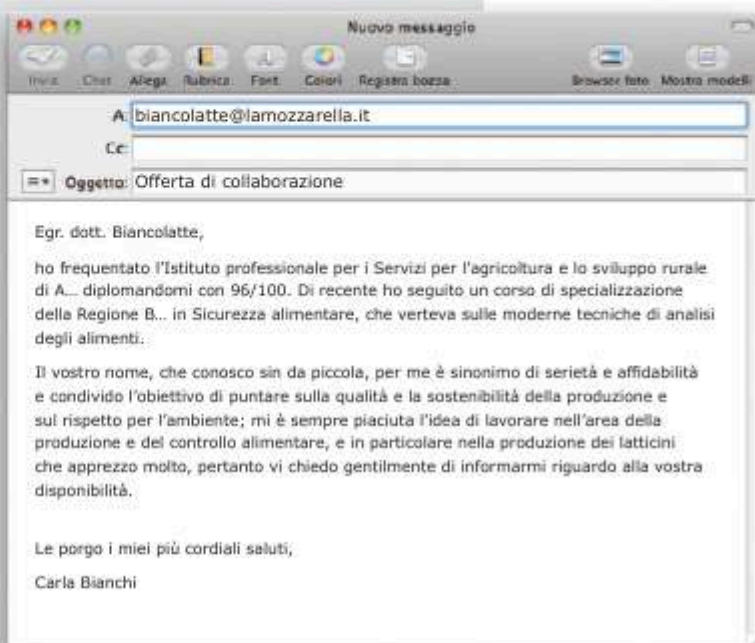 Nuovo messaggio
Invia Chat Allega Rubrica Font Colori Registra bozza Browser foto Mostra modelli
A: biancolatte@lamozzarella.it
Cc:
Oggetto: Offerta di collaborazione
Egr. dott. Biancolatte,
ho frequentato l'Istituto professionale per i Servizi per l'agricoltura e lo sviluppo rurale
di A... diplomandomi con 96/100. Di recente ho seguito un corso di specializzazione
della Regione B... in Sicurezza alimentare, che verteva sulle moderne tecniche di analisi
degli alimenti.
Il vostro nome, che conosco sin da piccola, per me è sinonimo di serietà e affidabilità
e condivido l'obiettivo di puntare sulla qualità e la sostenibilità della produzione e
sul rispetto per l'ambiente; mi è sempre piaciuta l'idea di lavorare nell'area della
produzione e del controllo alimentare, e in particolare nella produzione dei latticini
che apprezzo molto, pertanto vi chiedo gentilmente di informarmi riguardo alla vostra
disponibilità.
Le porgo i miei più cordiali saluti,
Carla Bianchi